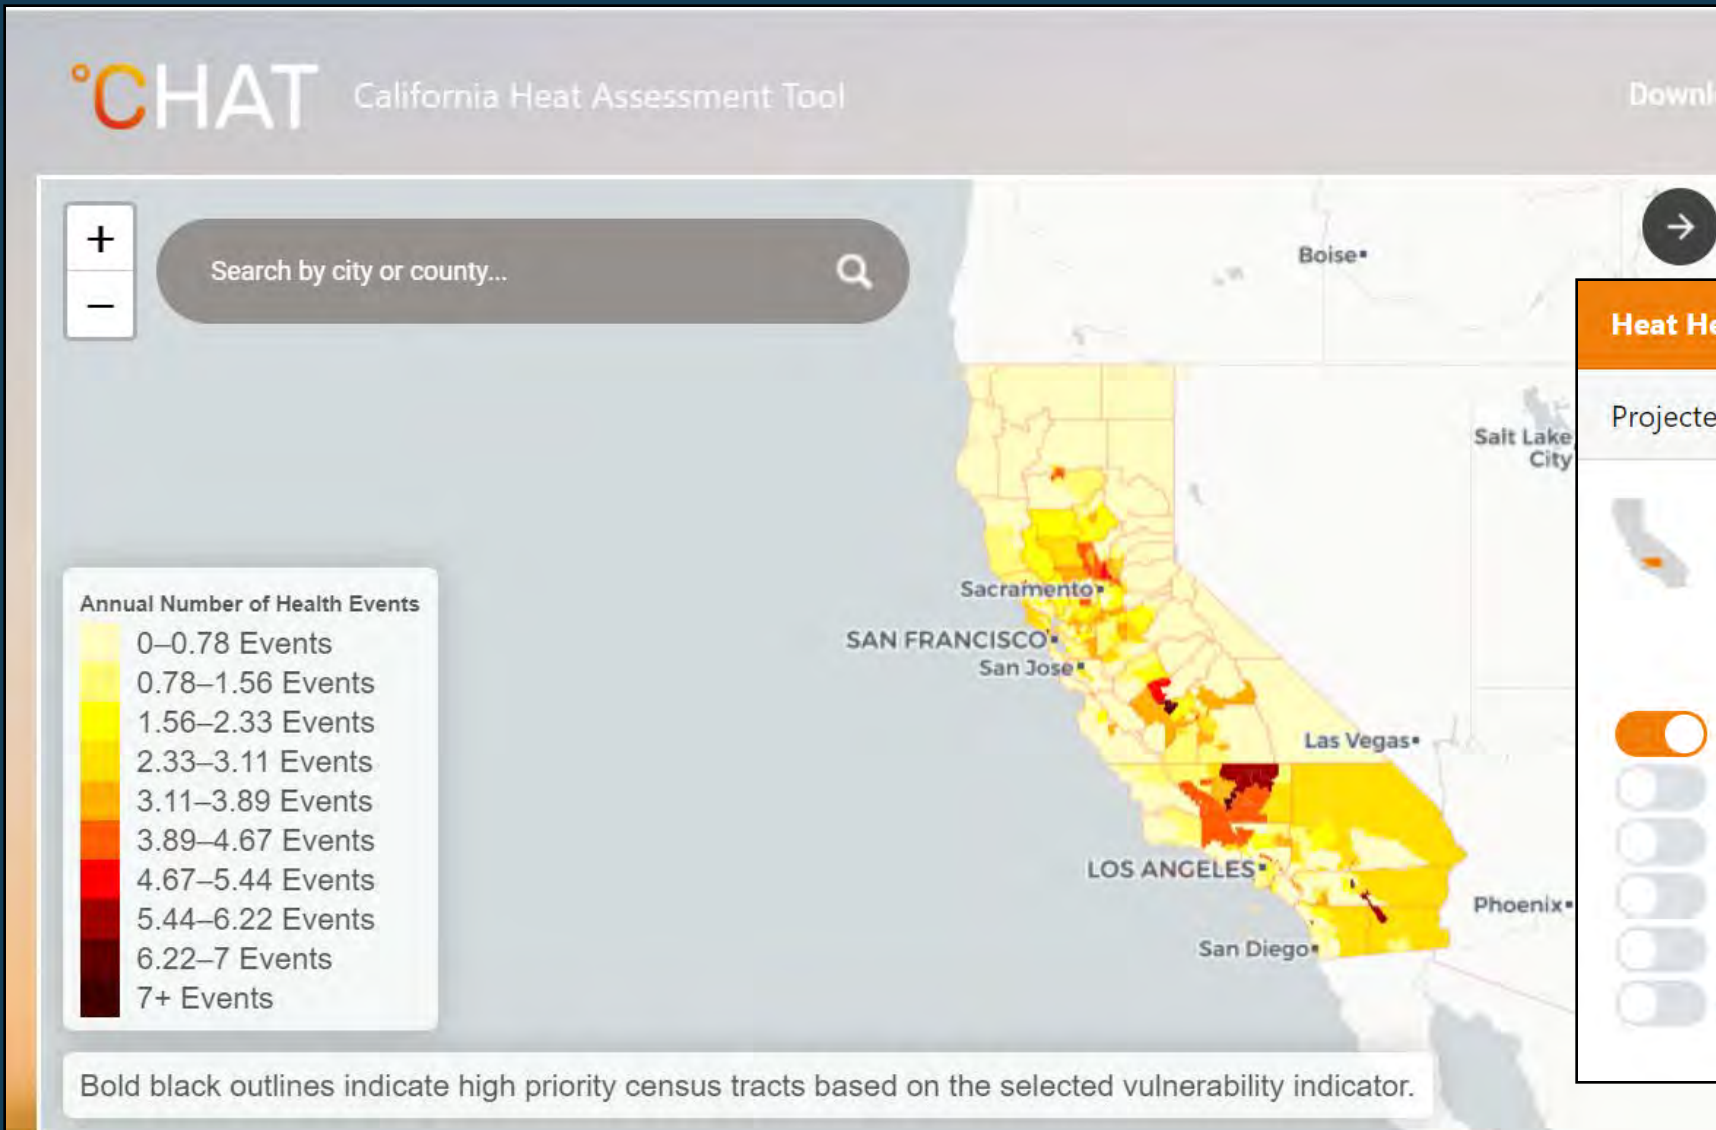 °CHAT California Heat Assessment Tool
Downl
+
−
Search by city or county...
Boise
Heat He
Projecte
Salt Lake
City
Sacramento
SAN FRANCISCO
San Jose
Las Vegas
LOS ANGELES
Phoenix
San Diego
Annual Number of Health Events
0–0.78 Events
0.78–1.56 Events
1.56–2.33 Events
2.33–3.11 Events
3.11–3.89 Events
3.89–4.67 Events
4.67–5.44 Events
5.44–6.22 Events
6.22–7 Events
7+ Events
Bold black outlines indicate high priority census tracts based on the selected vulnerability indicator.